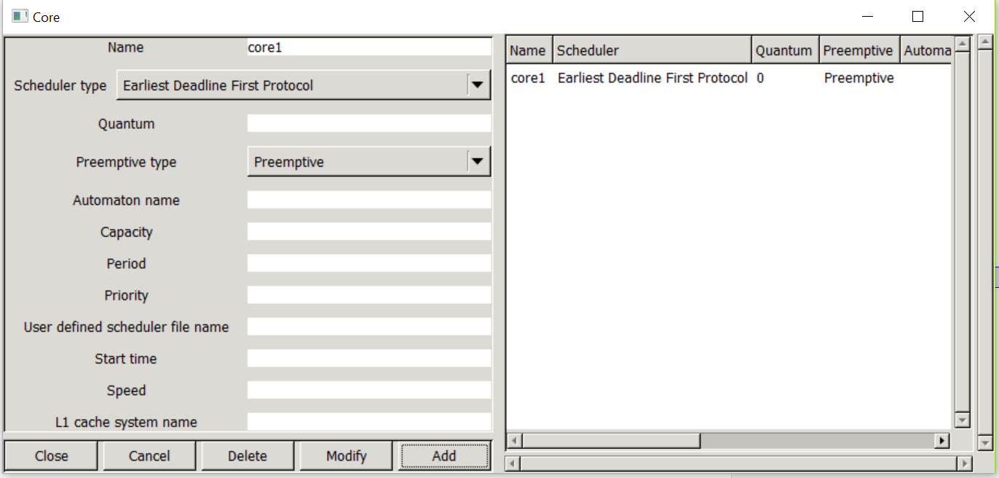 Core
Name core1
Scheduler type Earliest Deadline First Protocol
Quantum
Preemptive type Preemptive
Automaton name
Capacity
Period
Priority
User defined scheduler file name
Start time
Speed
L1 cache system name
Close Cancel Delete Modify Add
Name Scheduler Quantum Preemptive Automa
core1 Earliest Deadline First Protocol 0 Preemptive